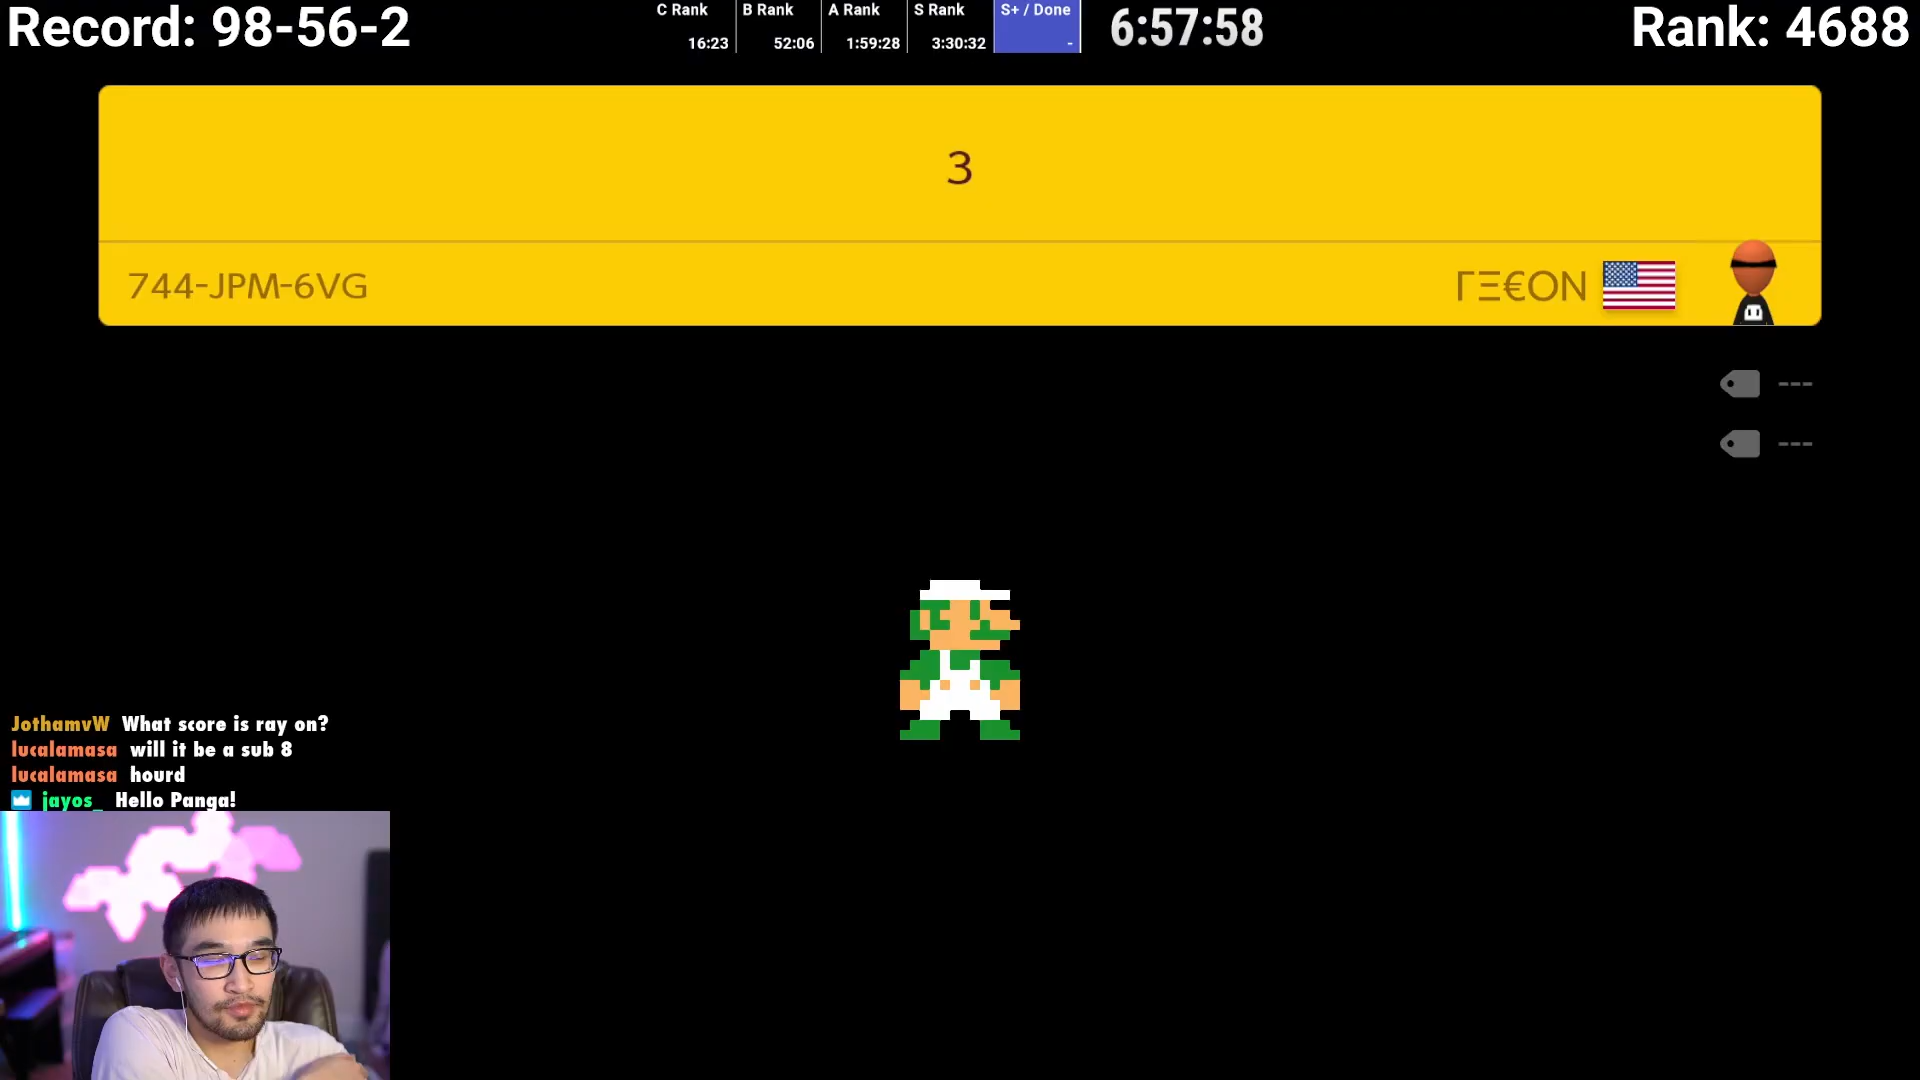 Record: 98-56-2
C Rank
16:23
B Rank
52:06
A Rank
1:59:28
S Rank
3:30:32
S+ / Done
-
6:57:58
Rank: 4688
3
744-JPM-6VG
ΓΞ€ON
---
---
JothamvW What score is ray on?
lucalamasa will it be a sub 8
lucalamasa hourd
jayos_ Hello Panga!